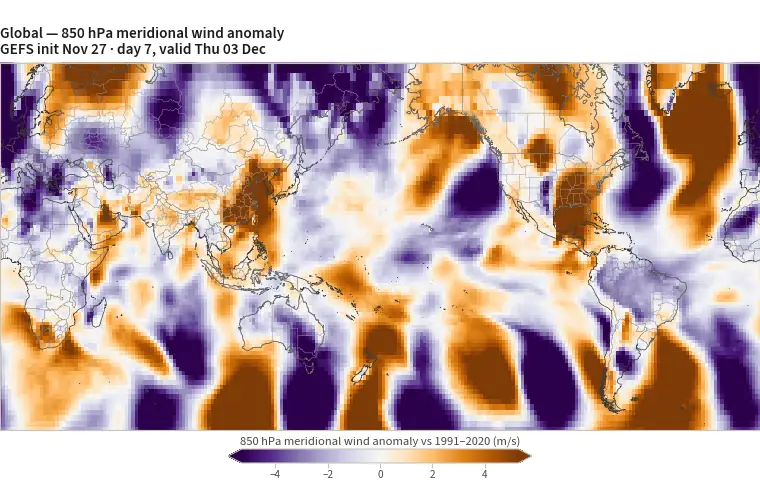 Global — 850 hPa meridional wind anomaly
GEFS init Nov 27 · day 7, valid Thu 03 Dec
850 hPa meridional wind anomaly vs 1991–2020 (m/s)
−4 −2 0 2 4